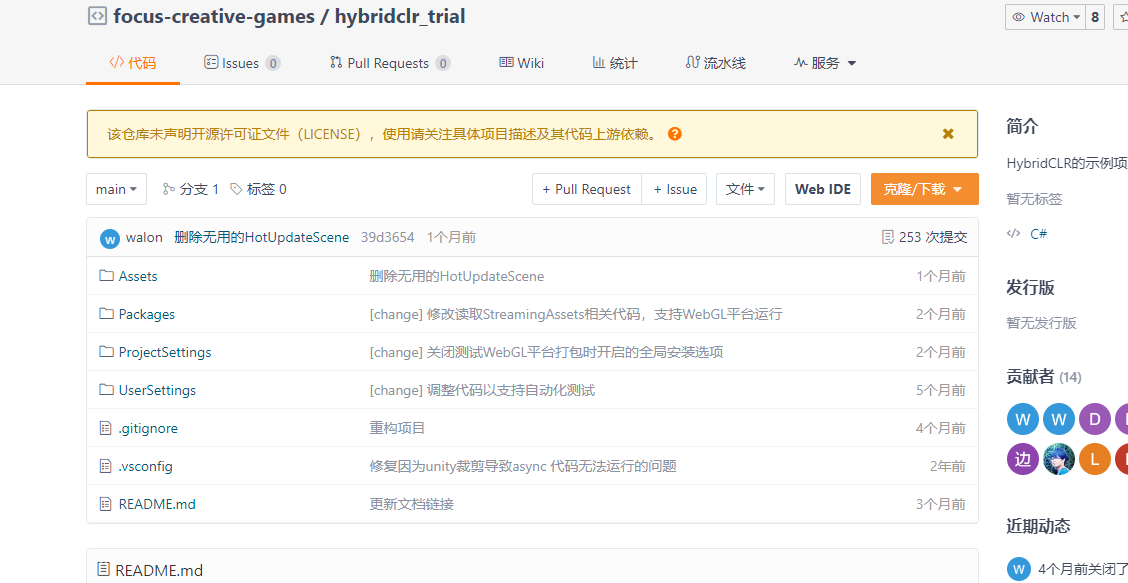 focus-creative-games / hybridclr_trial
Watch 8
代码 Issues 0 Pull Requests 0 Wiki 统计 流水线 服务
该仓库未声明开源许可证文件（LICENSE），使用请关注具体项目描述及其代码上游依赖。
main 分支 1 标签 0 + Pull Request + Issue 文件 Web IDE 克隆/下载
W walon 删除无用的HotUpdateScene 39d3654 1个月前 253 次提交
Assets 删除无用的HotUpdateScene 1个月前
Packages [change] 修改读取StreamingAssets相关代码，支持WebGL平台运行 2个月前
ProjectSettings [change] 关闭测试WebGL平台打包时开启的全局安装选项 2个月前
UserSettings [change] 调整代码以支持自动化测试 5个月前
.gitignore 重构项目 4个月前
.vsconfig 修复因为unity裁剪导致async 代码无法运行的问题 2年前
README.md 更新文档链接 3个月前
README.md
简介
HybridCLR的示例项
暂无标签
C#
发行版
暂无发行版
贡献者 (14)
W W D
边 L
近期动态
W 4个月前关闭了